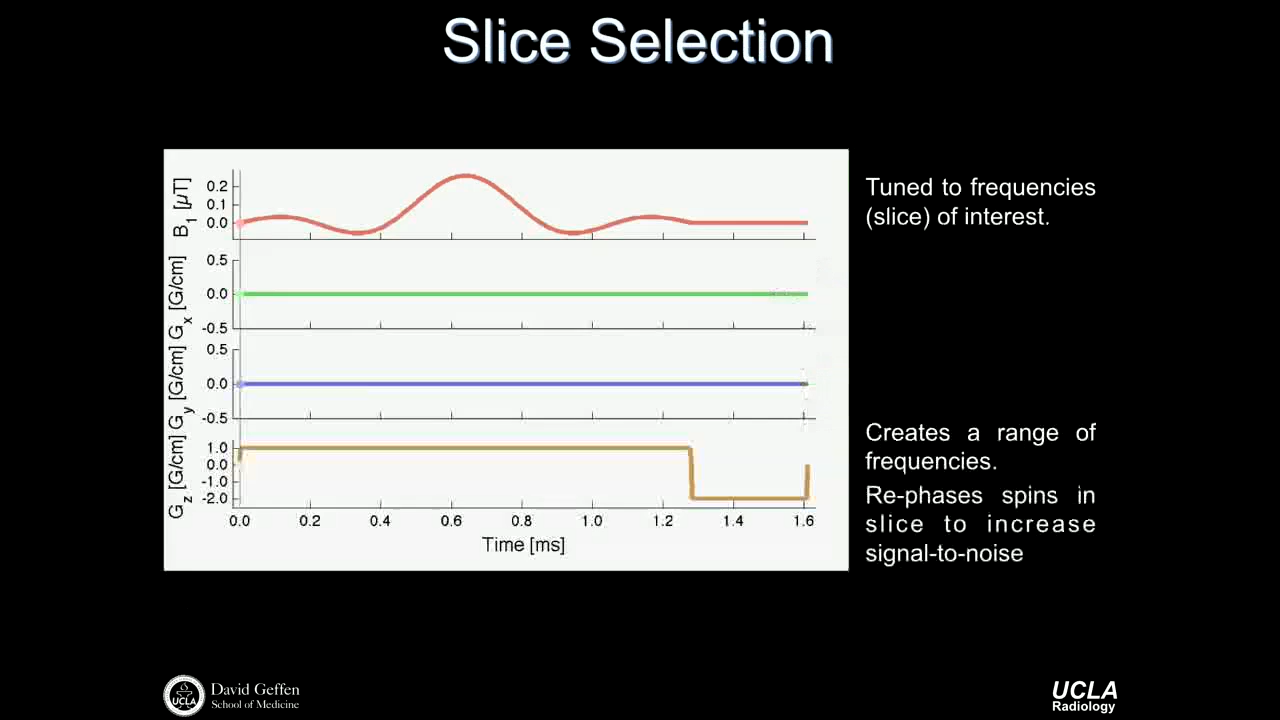 Slice Selection
B1 [µT]
0.2
0.1
0.0
Gx [G/cm]
0.5
0.0
-0.5
Gy [G/cm]
0.5
0.0
-0.5
Gz [G/cm]
1.0
0.0
-1.0
-2.0
0.0 0.2 0.4 0.6 0.8 1.0 1.2 1.4 1.6
Time [ms]
Tuned to frequencies
(slice) of interest.
Creates a range of
frequencies.
Re-phases spins in
slice to increase
signal-to-noise
UCLA
David Geffen
School of Medicine
UCLA
Radiology